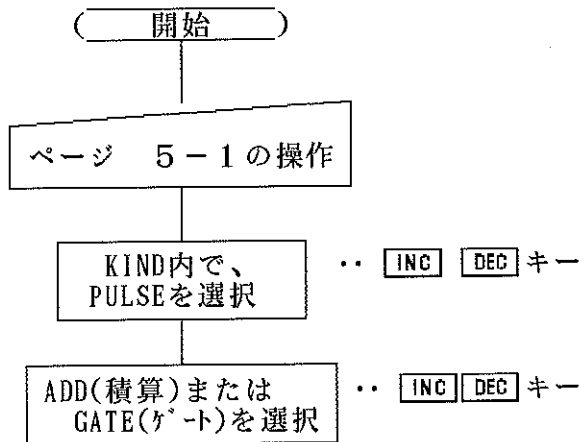 開始
ページ 5-1の操作
KIND内で、 ‥ INC DEC キー
PULSEを選択
ADD(積算)または ‥ INC DEC キー
GATE(ｹﾞｰﾄ)を選択